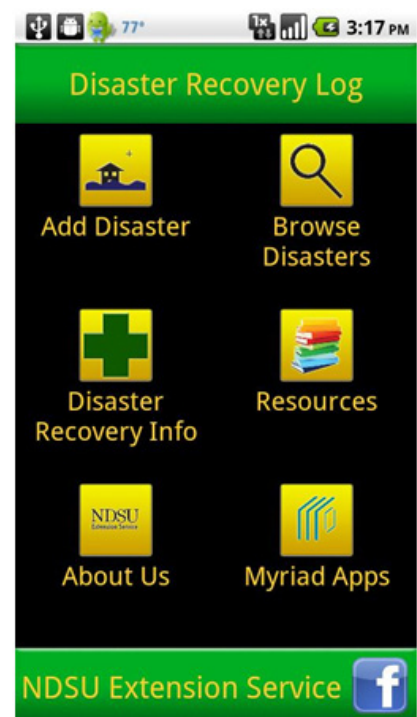 77°
1x
3:17 PM
Disaster Recovery Log
Add Disaster
Browse
Disasters
Disaster
Recovery Info
Resources
NDSU
Extension Service
About Us
Myriad Apps
NDSU Extension Service
f